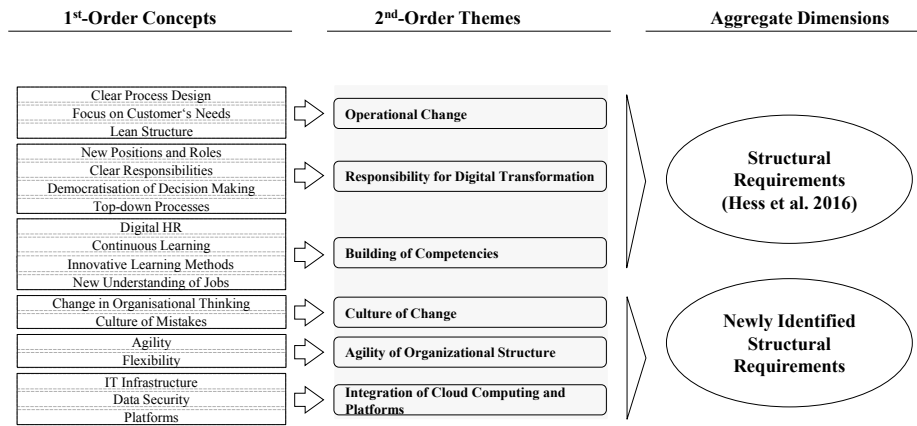 1st-Order Concepts
2nd-Order Themes
Aggregate Dimensions
Clear Process Design
Focus on Customer‘s Needs
Lean Structure
Operational Change
New Positions and Roles
Clear Responsibilities
Democratisation of Decision Making
Top-down Processes
Responsibility for Digital Transformation
Digital HR
Continuous Learning
Innovative Learning Methods
New Understanding of Jobs
Building of Competencies
Structural
Requirements
(Hess et al. 2016)
Change in Organisational Thinking
Culture of Mistakes
Culture of Change
Agility
Flexibility
Agility of Organizational Structure
IT Infrastructure
Data Security
Platforms
Integration of Cloud Computing and
Platforms
Newly Identified
Structural
Requirements